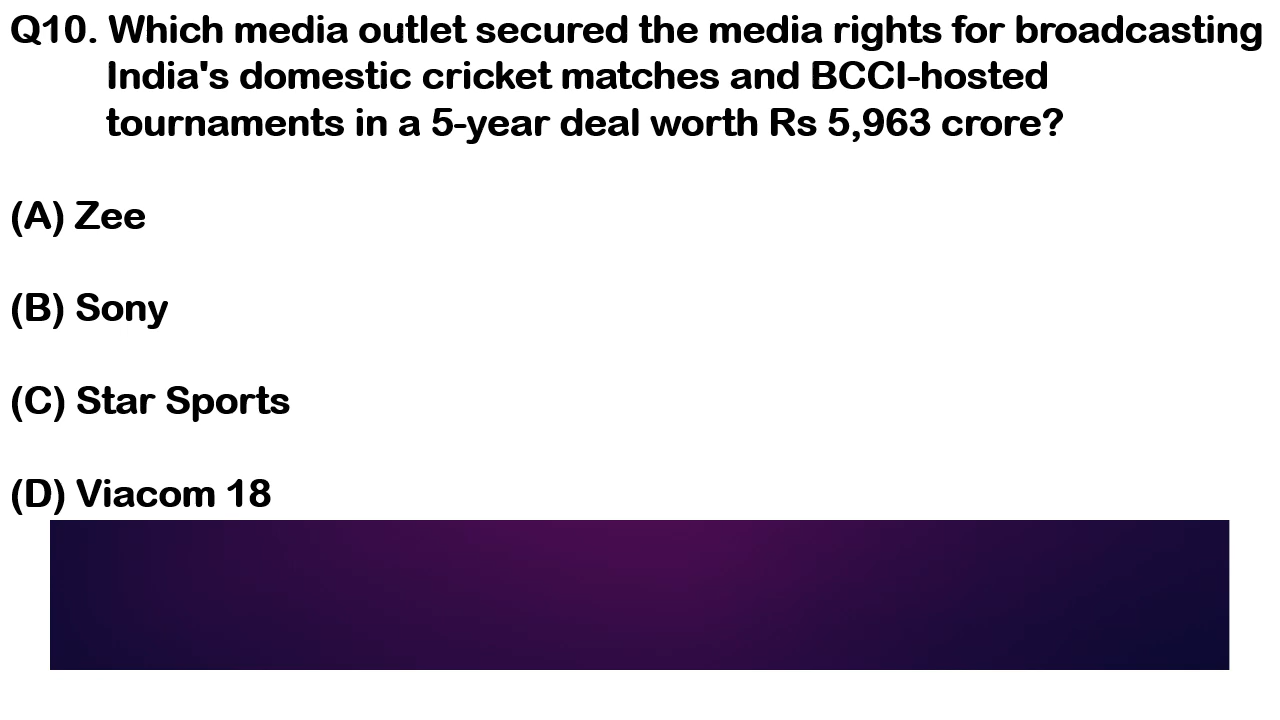 Q10. Which media outlet secured the media rights for broadcasting
India's domestic cricket matches and BCCI-hosted
tournaments in a 5-year deal worth Rs 5,963 crore?
(A) Zee
(B) Sony
(C) Star Sports
(D) Viacom 18